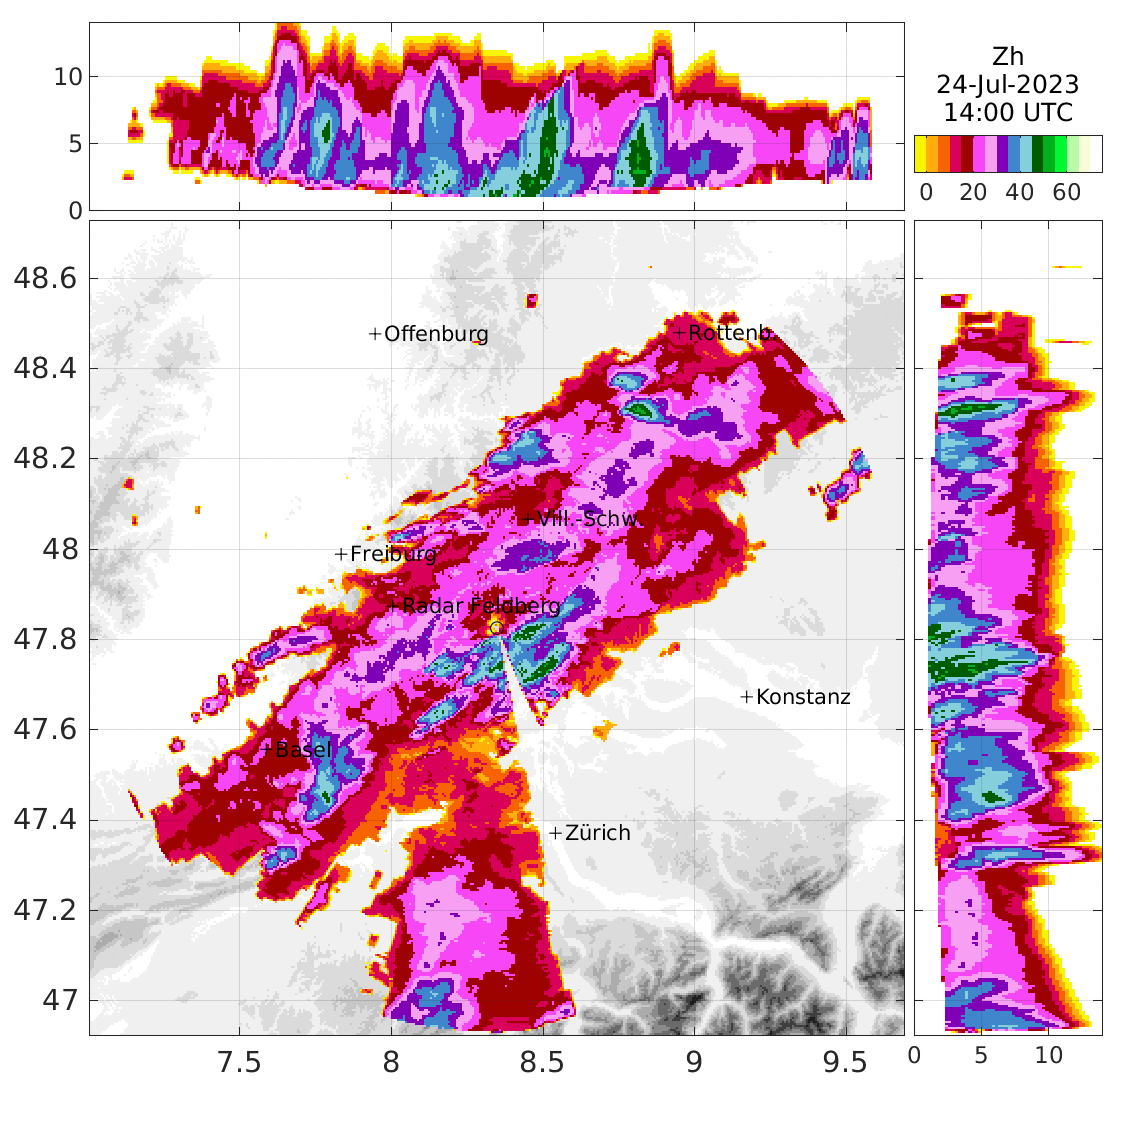 Zh
24-Jul-2023
14:00 UTC
0 20 40 60
10
5
0
48.6
48.4
48.2
48
47.8
47.6
47.4
47.2
47
+Offenburg
+Rottenb.
+Vill.-Schw.
+Freiburg
+Radar Feldberg
+Konstanz
+Basel
+Zürich
7.5 8 8.5 9 9.5
0 5 10